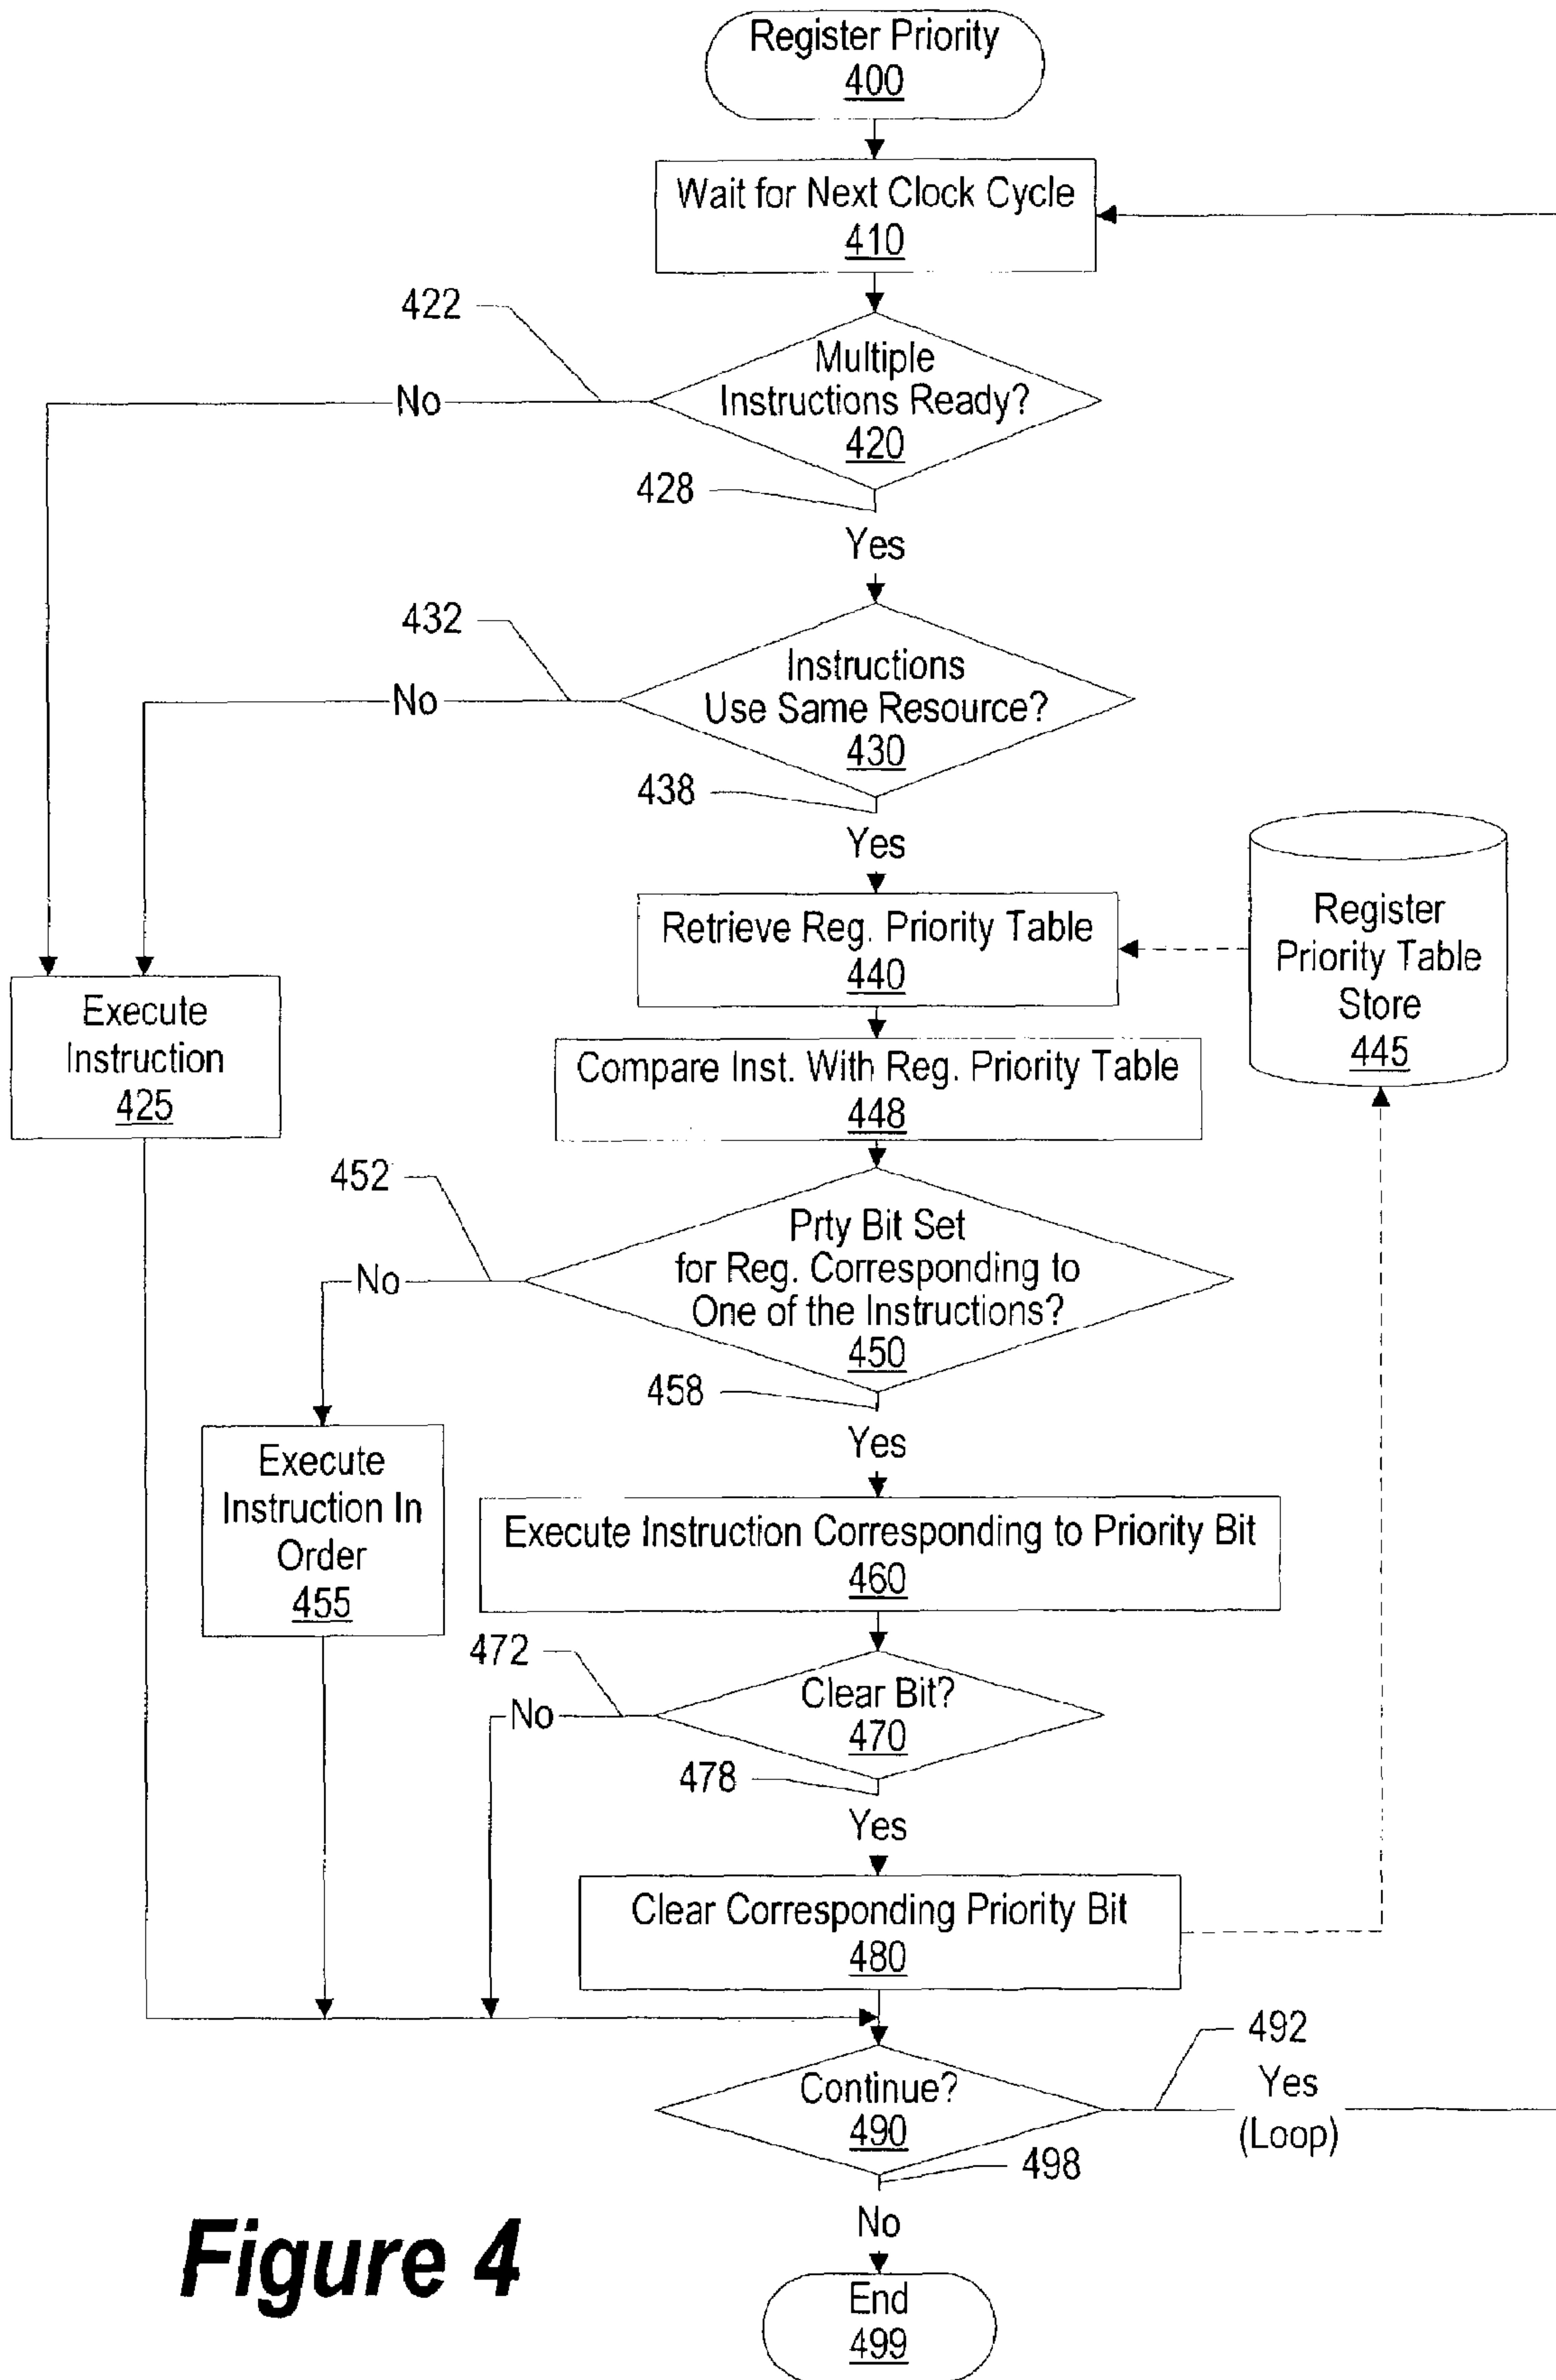 Register Priority
400
Wait for Next Clock Cycle
410
422
Multiple
Instructions Ready?
420
No
428
Yes
432
Instructions
Use Same Resource?
430
No
438
Yes
Retrieve Reg. Priority Table
440
Register
Priority Table
Store
445
Execute
Instruction
425
Compare Inst. With Reg. Priority Table
448
452
Prty Bit Set
for Reg. Corresponding to
One of the Instructions?
450
No
458
Yes
Execute
Instruction In
Order
455
Execute Instruction Corresponding to Priority Bit
460
472
Clear Bit?
470
No
478
Yes
Clear Corresponding Priority Bit
480
492
Continue?
490
Yes
(Loop)
498
No
End
499
Figure 4